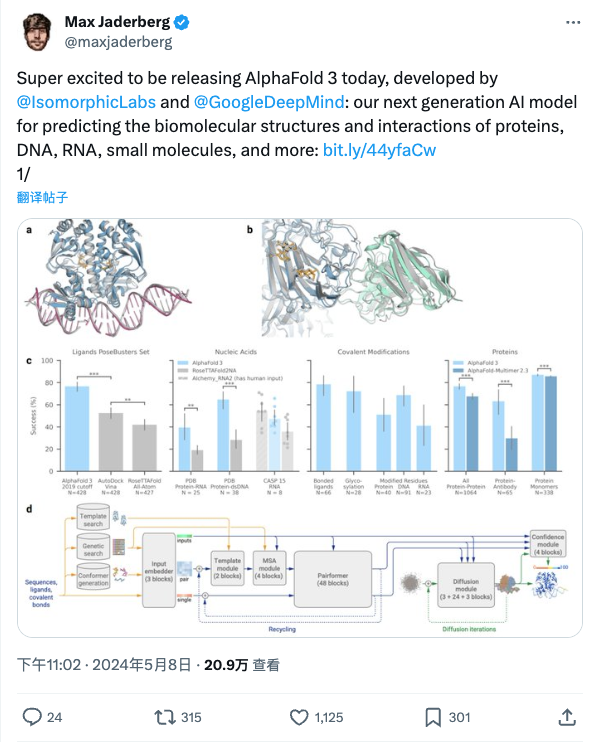 Max Jaderberg
@maxjaderberg
Super excited to be releasing AlphaFold 3 today, developed by
@IsomorphicLabs and @GoogleDeepMind: our next generation AI model
for predicting the biomolecular structures and interactions of proteins,
DNA, RNA, small molecules, and more: bit.ly/44yfaCw
1/
翻译帖子
a
b
c
Ligands PoseBusters Set
Nucleic Acids
Covalent Modifications
Proteins
Success (%)
100
80
60
40
20
0
***
**
AlphaFold 3
2019 cutoff
N=428
AutoDock
Vina
N=428
RoseTTAFold
All-Atom
N=427
AlphaFold 3
RoseTTAFold2NA
Alchemy_RNA2 (has human input)
**
***
PDB
Protein-RNA
N = 25
PDB
Protein-dsDNA
N = 38
CASP 15
RNA
N = 8
Bonded
ligands
N=66
Glyco-
sylation
N=28
Modified Residues
Protein DNA RNA
N=40 N=91 N=23
AlphaFold 3
AlphaFold-Multimer 2.3
***
***
***
All
Protein-Protein
N=1064
Protein-
Antibody
N=65
Protein
Monomers
N=338
d
Template
search
Genetic
search
Conformer
generation
Sequences,
ligands,
covalent
bonds
Input
embedder
(3 blocks)
inputs
pair
single
Template
module
(2 blocks)
MSA
module
(4 blocks)
Pairformer
(48 blocks)
Diffusion
module
(3 + 24 + 3 blocks)
Confidence
module
(4 blocks)
0
100
Recycling
Diffusion iterations
下午11:02 · 2024年5月8日 · 20.9万 查看
24
315
1,125
301